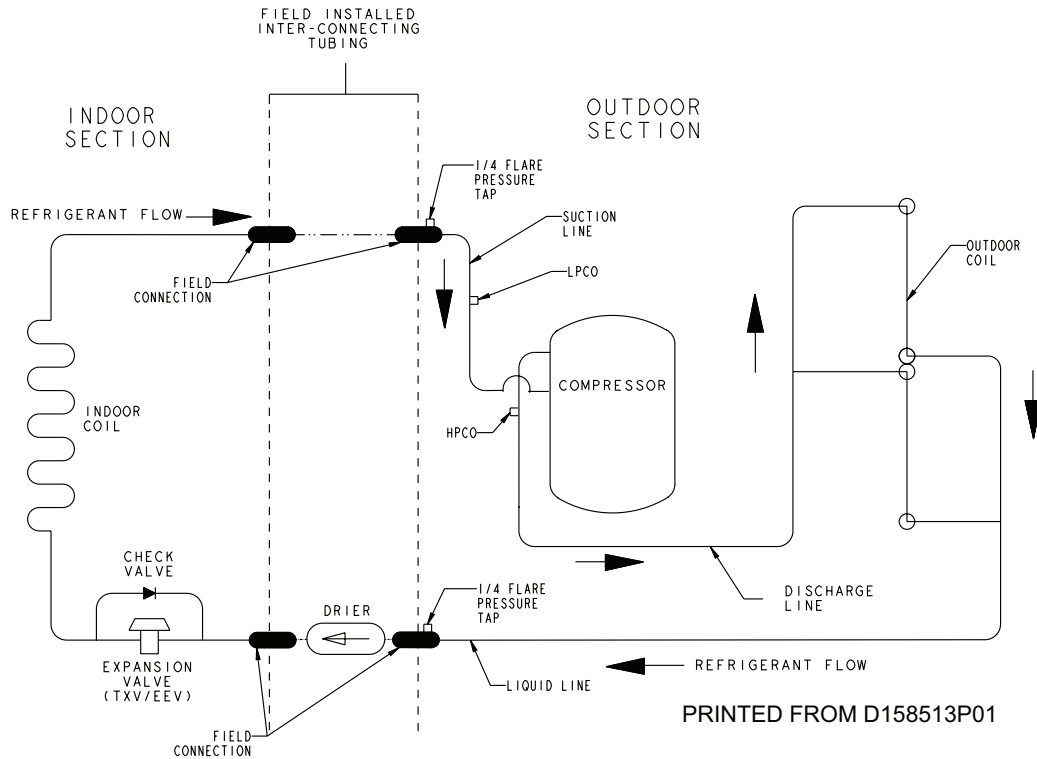 FIELD INSTALLED
INTER-CONNECTING
TUBING
INDOOR
SECTION
OUTDOOR
SECTION
1/4 FLARE
PRESSURE
TAP
REFRIGERANT FLOW
SUCTION
LINE
OUTDOOR
COIL
LPCO
FIELD
CONNECTION
COMPRESSOR
INDOOR
COIL
HPCO
CHECK
VALVE
1/4 FLARE
PRESSURE
TAP
DISCHARGE
LINE
DRIER
EXPANSION
VALVE
(TXV/EEV)
REFRIGERANT FLOW
LIQUID LINE
PRINTED FROM D158513P01
FIELD
CONNECTION